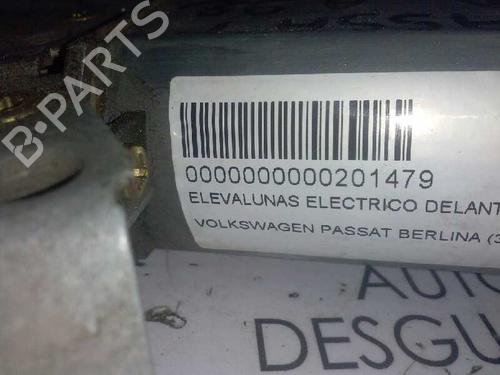 B-PARTS
0000000000201479
ELEVALUNAS ELECTRICO DELANT
VOLKSWAGEN PASSAT BERLINA (3
AUTO
DESGU